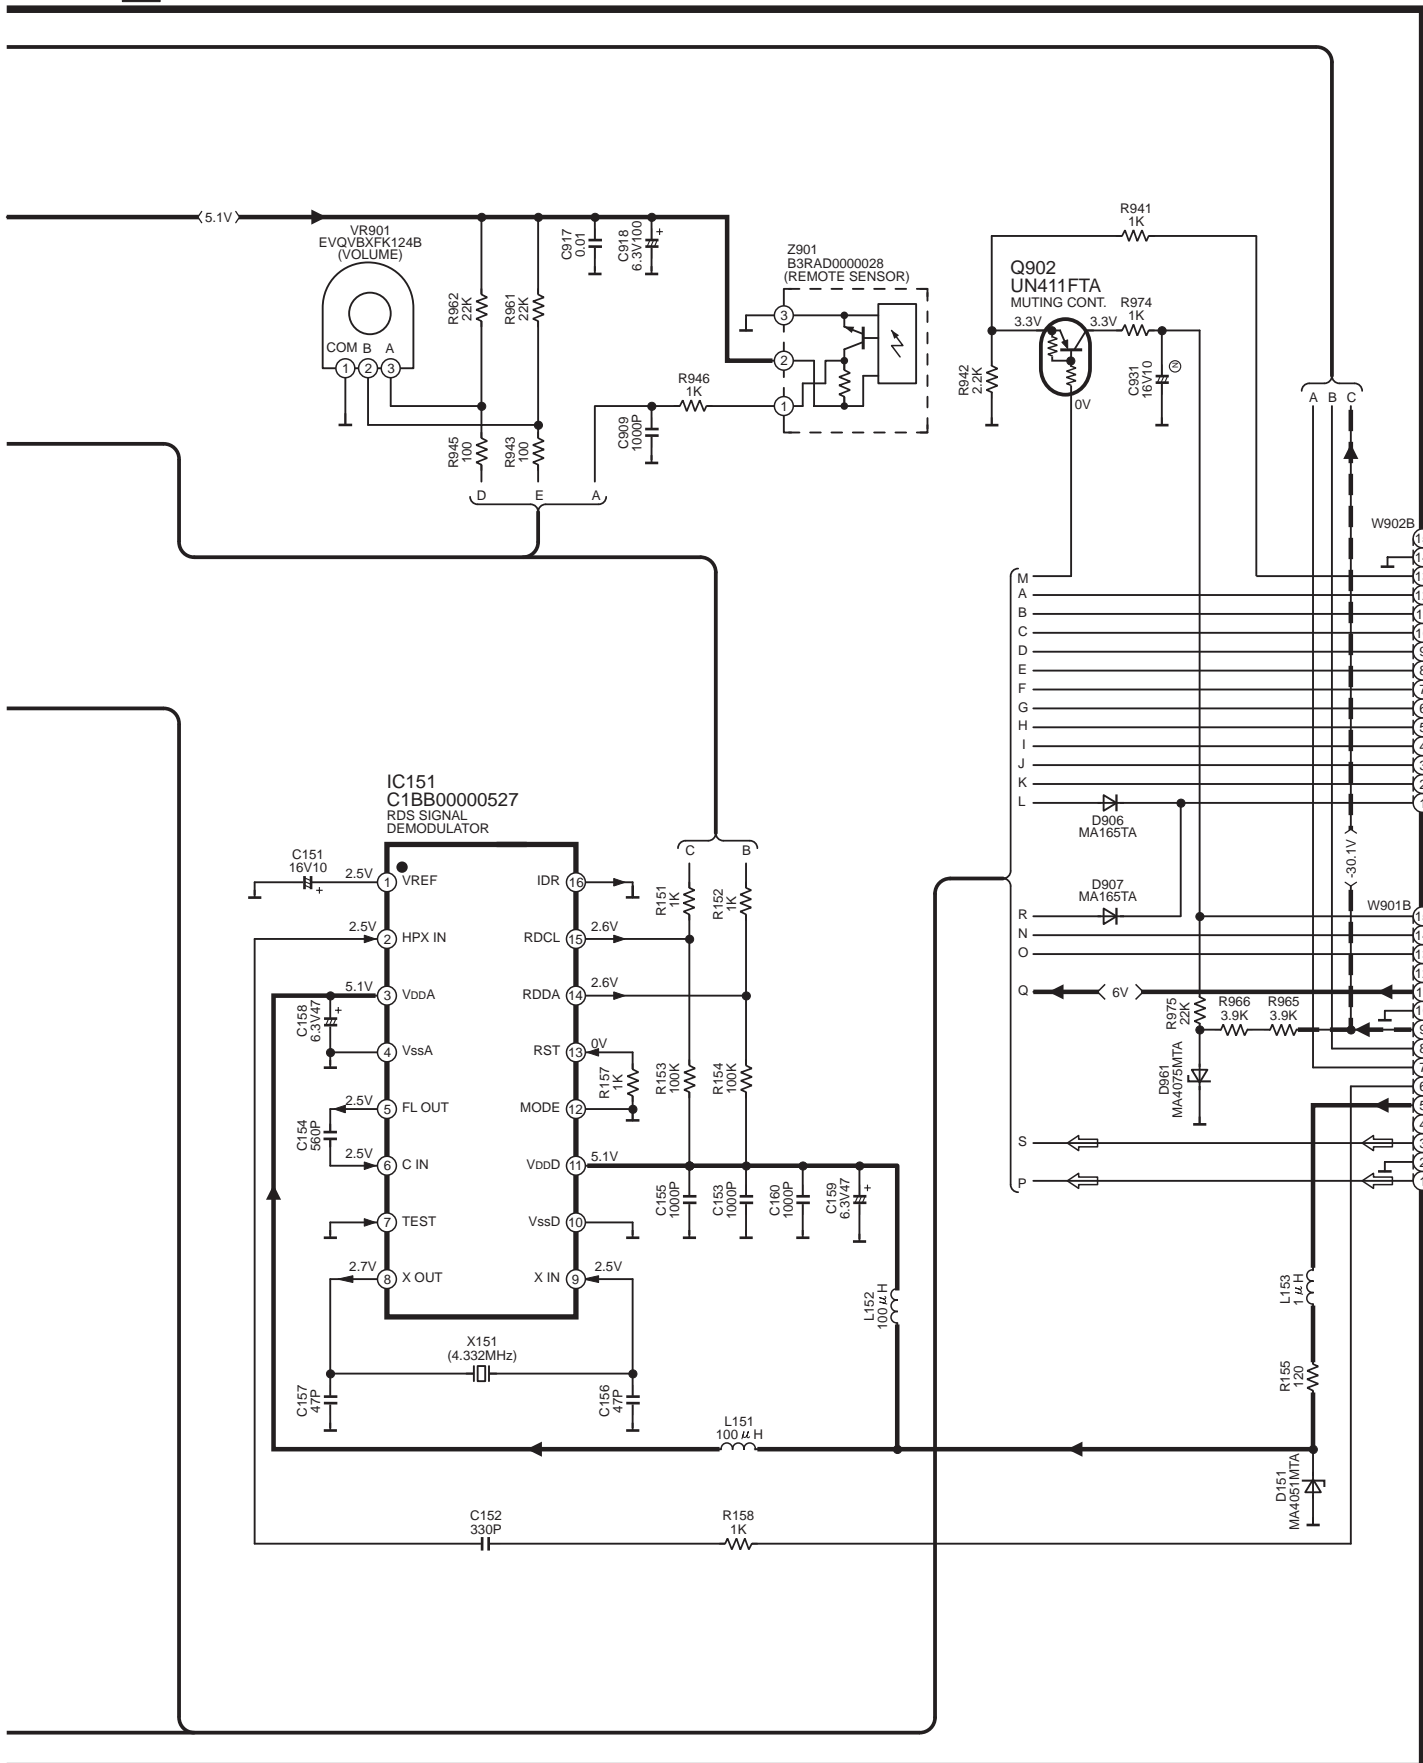 5.1V
VR901
EVQVBXFK124B
(VOLUME)
COM B A
1 2 3
R962
22K
R961
22K
C917
0.01
C918
6.3V100
+
R945
100
R943
100
D E A
C909
1000P
R946
1K
Z901
B3RAD0000028
(REMOTE SENSOR)
3
2
1
R941
1K
Q902
UN411FTA
MUTING CONT.
R974
1K
3.3V
3.3V
0V
R942
2.2K
C931
16V10
N
A B C
W902B
M
A
B
C
D
E
F
G
H
I
J
K
L
D906
MA165TA
-30.1V
D907
MA165TA
W901B
R
N
O
Q
6V
R975
22K
R966
3.9K
R965
3.9K
D961
MA4075MTA
S
P
IC151
C1BB00000527
RDS SIGNAL
DEMODULATOR
C151
16V10
+
2.5V
1 VREF
IDR 16
2.5V
2 HPX IN
RDCL 15
2.6V
5.1V
3 VDDA
RDDA 14
2.6V
C158
6.3V47
+
4 VssA
RST 13
0V
R157
1K
2.5V
5 FL OUT
MODE 12
C154
560P
2.5V
6 C IN
VDDD 11
5.1V
7 TEST
VssD 10
2.7V
8 X OUT
X IN 9
2.5V
X151
(4.332MHz)
C157
47P
C156
47P
C B
R151
1K
R152
1K
R153
100K
R154
100K
C155
1000P
C153
1000P
C160
1000P
C159
6.3V47
+
L152
100 μ H
L151
100 μ H
L153
1 μ H
R155
120
D151
MA4051MTA
C152
330P
R158
1K